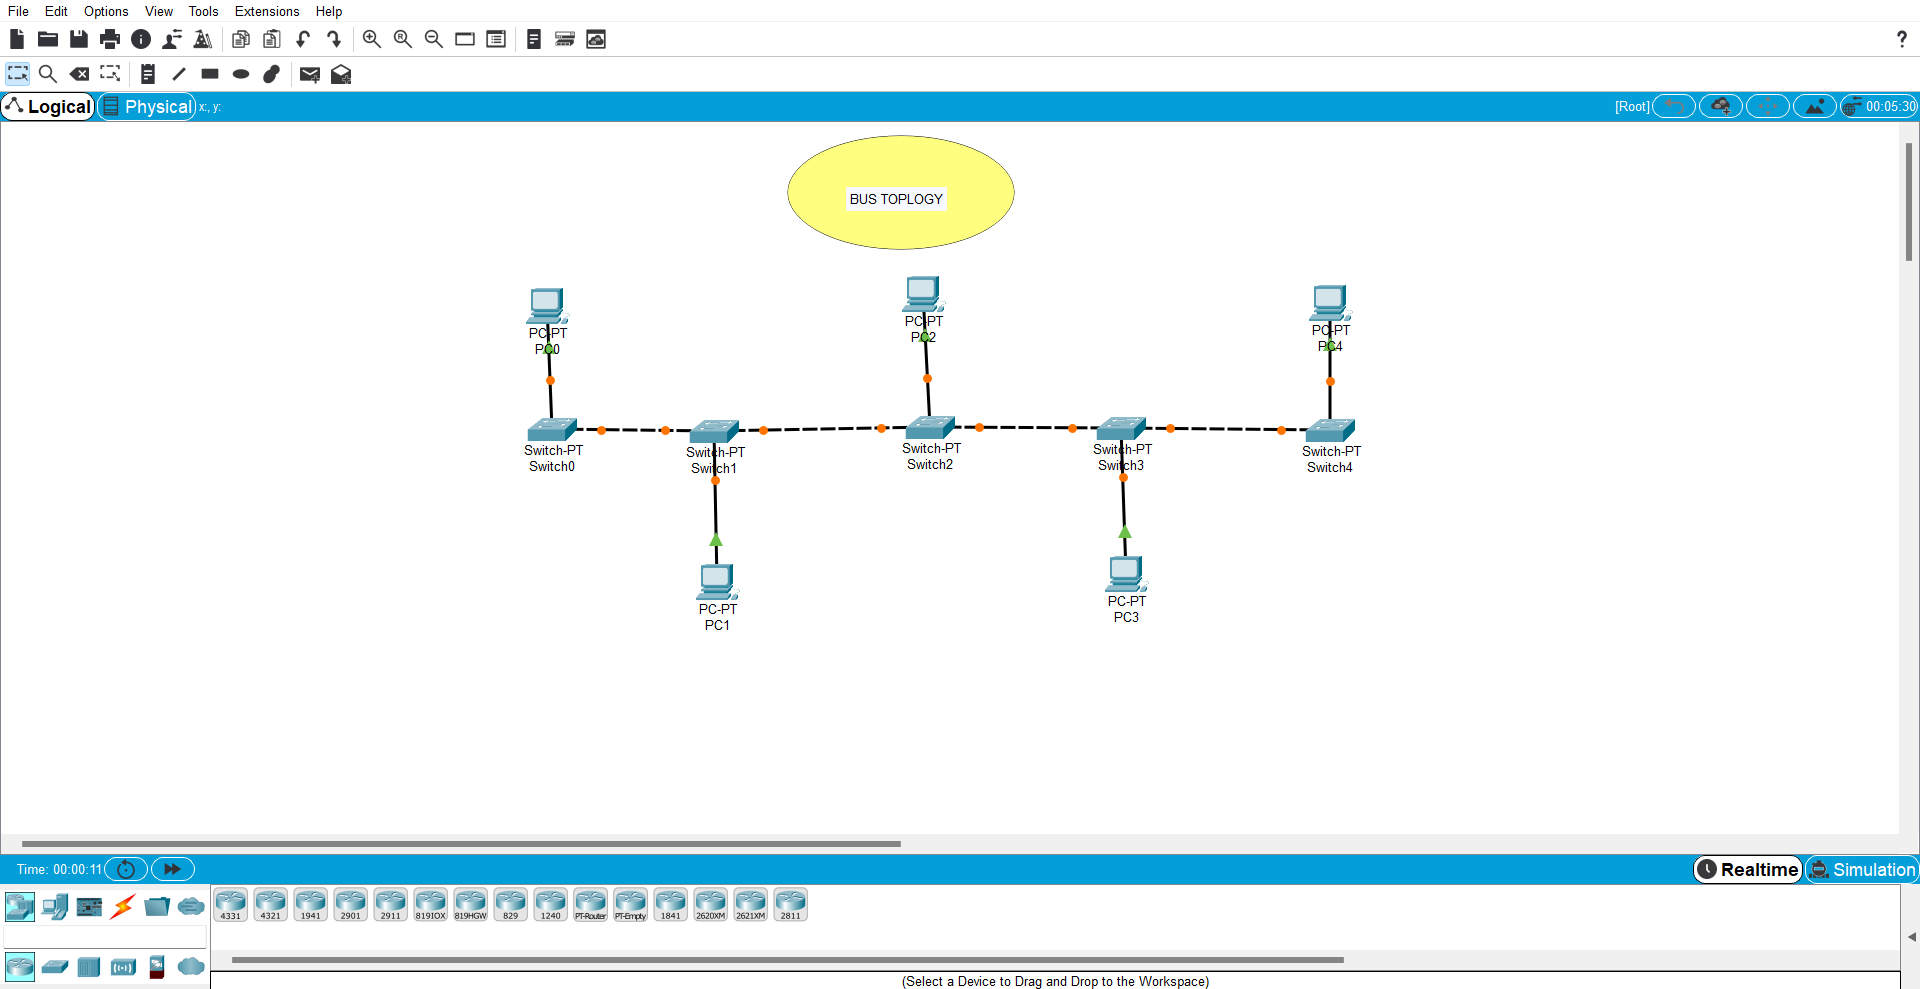 File Edit Options View Tools Extensions Help
?
Logical Physical x:, y: [Root] 00:05:30
BUS TOPLOGY
PC-PT
PC0
PC-PT
PC2
PC-PT
PC4
Switch-PT
Switch0
Switch-PT
Switch1
Switch-PT
Switch2
Switch-PT
Switch3
Switch-PT
Switch4
PC-PT
PC1
PC-PT
PC3
Time: 00:00:11 Realtime Simulation
4331 4321 1941 2901 2911 819IOX 819HGW 829 1240 PT-Router PT-Empty 1841 2620XM 2621XM 2811
(Select a Device to Drag and Drop to the Workspace)